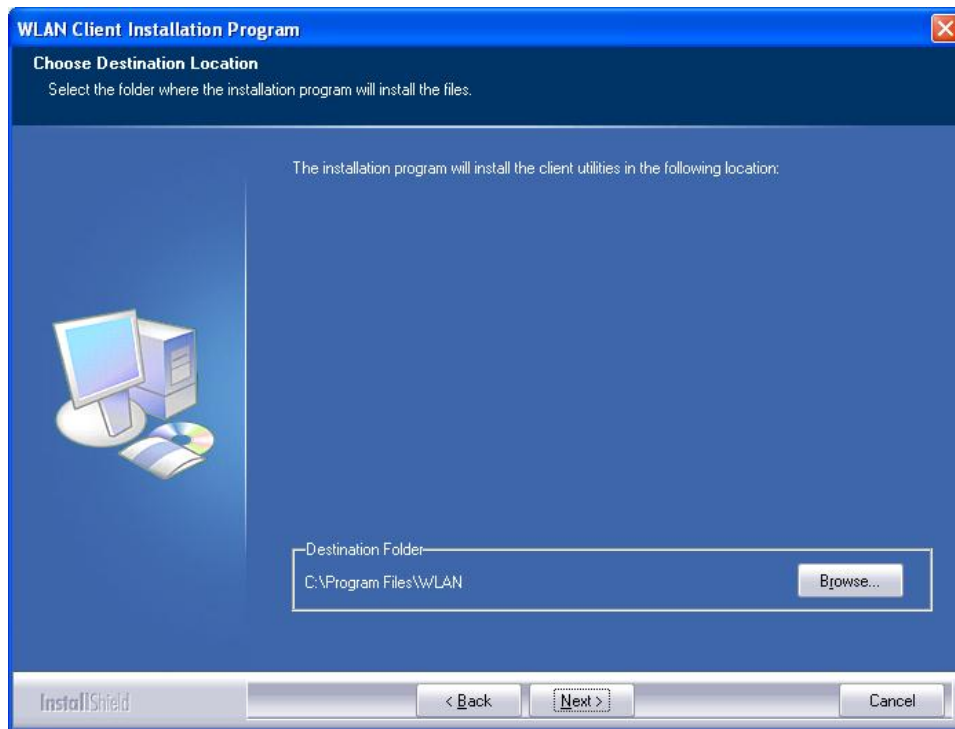 WLAN Client Installation Program
Choose Destination Location
Select the folder where the installation program will install the files.
The installation program will install the client utilities in the following location:
Destination Folder
C:\Program Files\WLAN
Browse...
InstallShield
< Back
Next >
Cancel